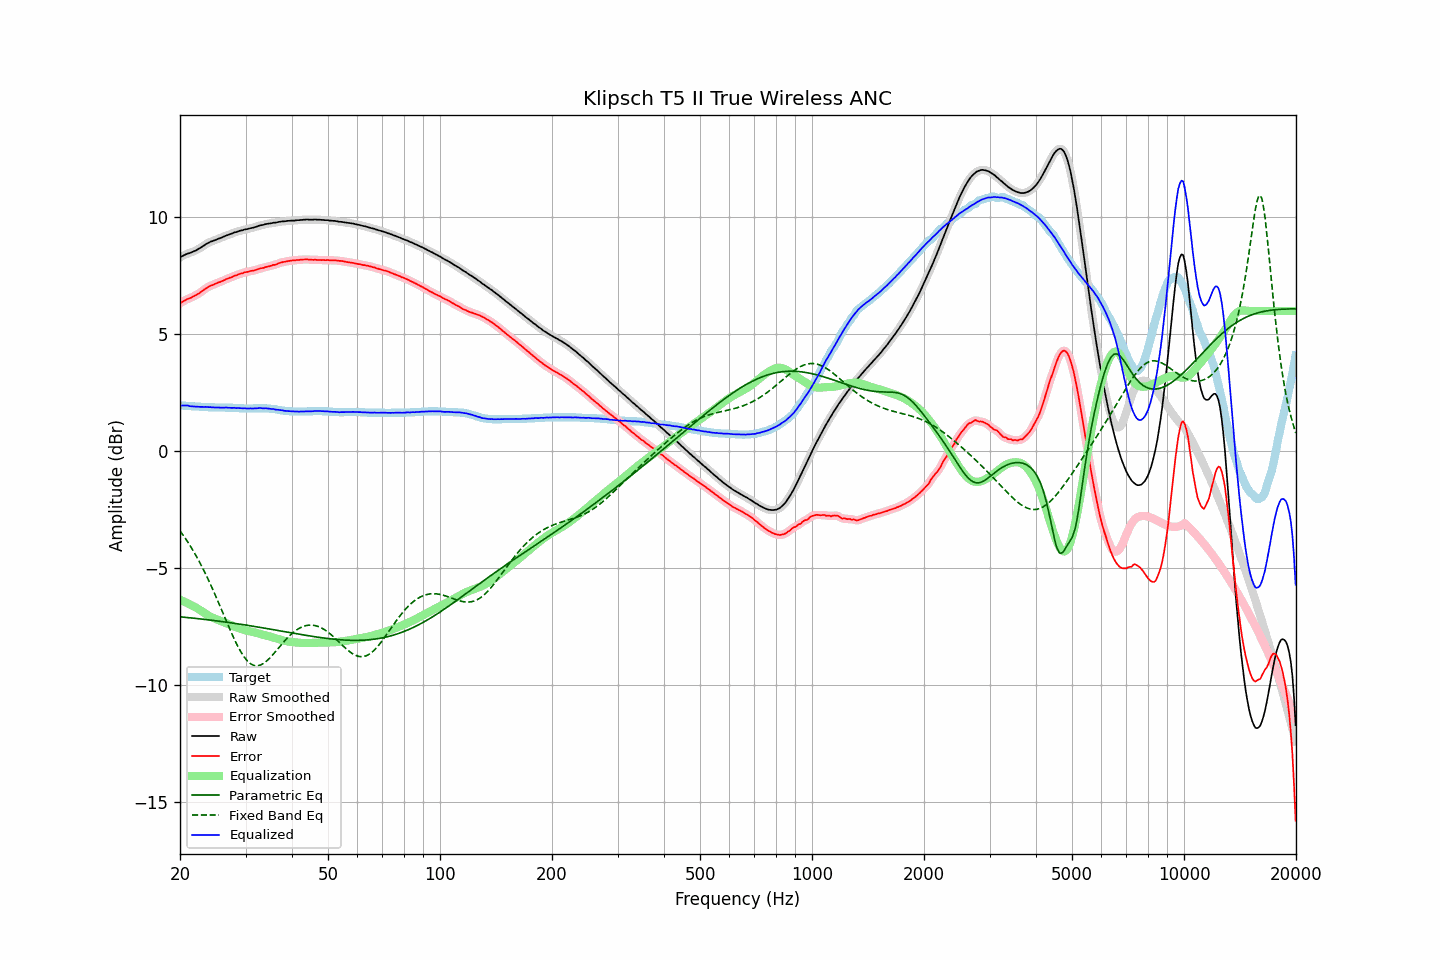 Klipsch T5 II True Wireless ANC
Amplitude (dBr)
10
5
0
−5
−10
−15
Target
Raw Smoothed
Error Smoothed
Raw
Error
Equalization
Parametric Eq
Fixed Band Eq
Equalized
20 50 100 200 500 1000 2000 5000 10000 20000
Frequency (Hz)